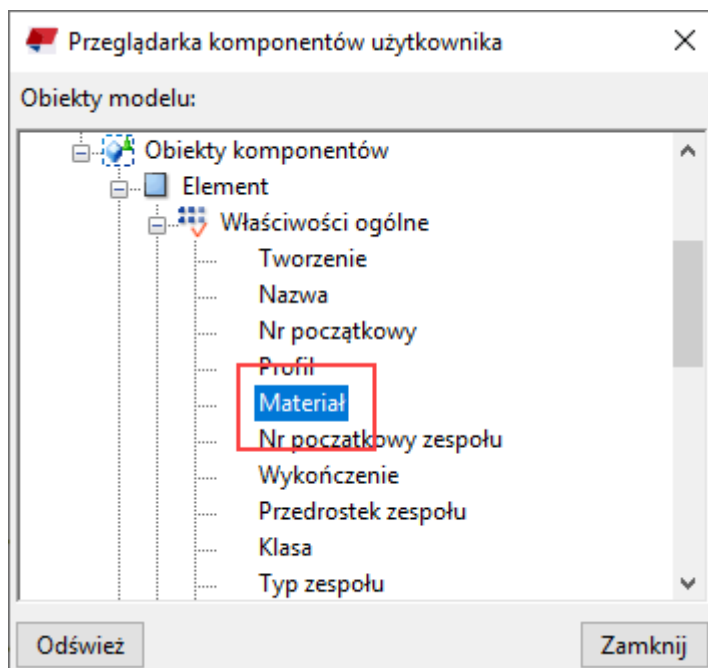 Przeglądarka komponentów użytkownika
Obiekty modelu:
Obiekty komponentów
Element
Właściwości ogólne
Tworzenie
Nazwa
Nr początkowy
Profil
Materiał
Nr początkowy zespołu
Wykończenie
Przedrostek zespołu
Klasa
Typ zespołu
Odśwież
Zamknij